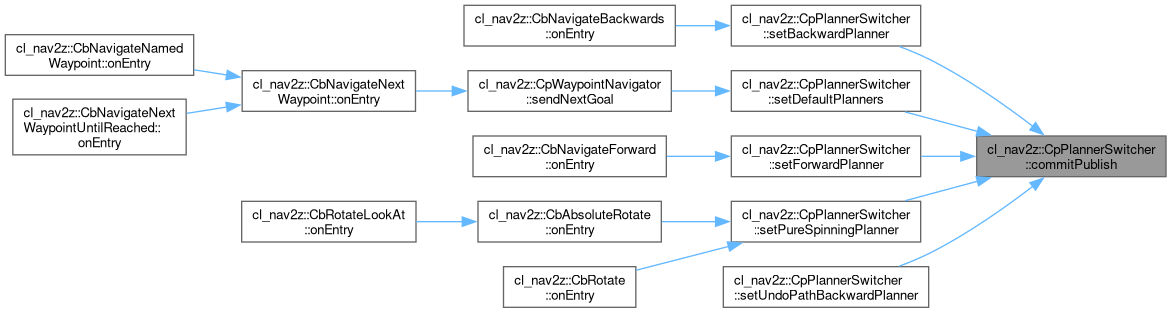 cl_nav2z::CbNavigateBackwards
::onEntry
cl_nav2z::CpPlannerSwitcher
::setBackwardPlanner
cl_nav2z::CbNavigateNamed
Waypoint::onEntry
cl_nav2z::CbNavigateNext
Waypoint::onEntry
cl_nav2z::CpWaypointNavigator
::sendNextGoal
cl_nav2z::CpPlannerSwitcher
::setDefaultPlanners
cl_nav2z::CbNavigateNext
WaypointUntilReached::
onEntry
cl_nav2z::CbNavigateForward
::onEntry
cl_nav2z::CpPlannerSwitcher
::setForwardPlanner
cl_nav2z::CpPlannerSwitcher
::commitPublish
cl_nav2z::CbRotateLookAt
::onEntry
cl_nav2z::CbAbsoluteRotate
::onEntry
cl_nav2z::CpPlannerSwitcher
::setPureSpinningPlanner
cl_nav2z::CbRotate
::onEntry
cl_nav2z::CpPlannerSwitcher
::setUndoPathBackwardPlanner